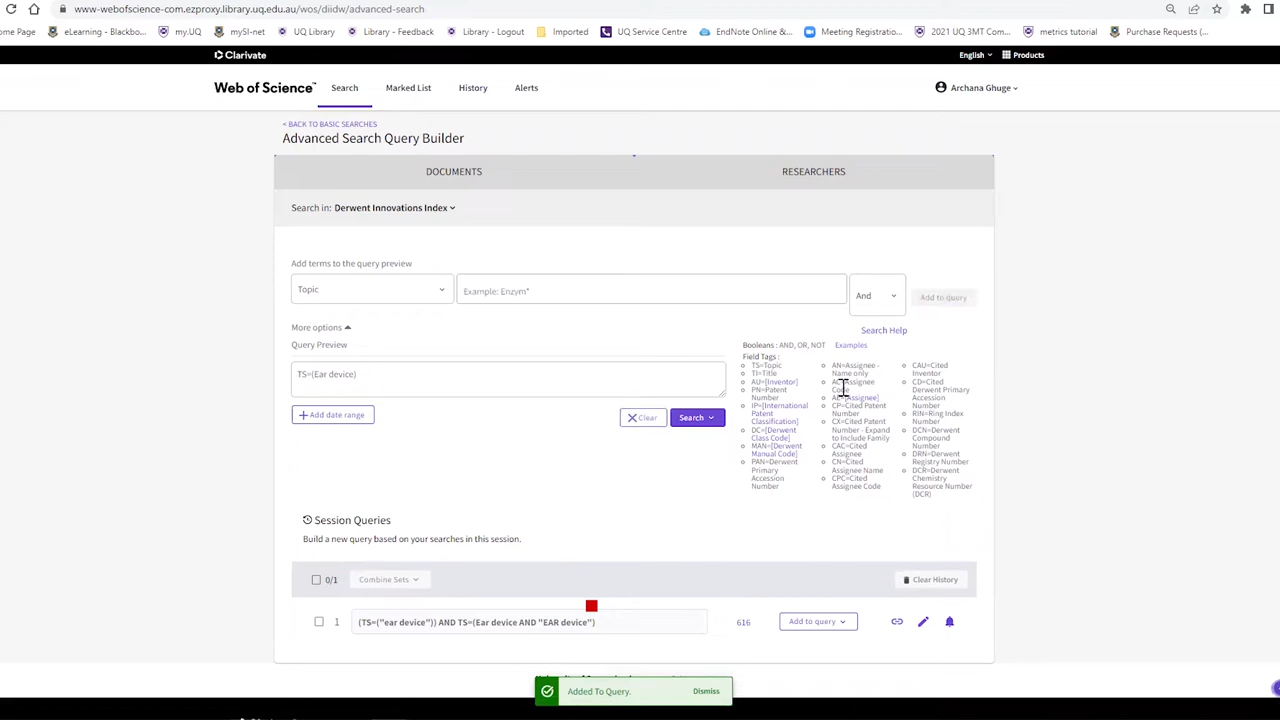 www-webofscience-com.ezproxy.library.uq.edu.au/wos/diidw/advanced-search
ome Page eLearning - Blackbo... my.UQ my.SI-net UQ Library Library - Feedback Library - Logout Imported UQ Service Centre EndNote Online &... Meeting Registratio... 2021 UQ 3MT Com... metrics tutorial Purchase Requests (...
Clarivate English Products
Web of Science™ Search Marked List History Alerts Archana Ghuge
< BACK TO BASIC SEARCHES
Advanced Search Query Builder
DOCUMENTS RESEARCHERS
Search in: Derwent Innovations Index
Add terms to the query preview
Topic Example: Enzym* And Add to query
More options Search Help
Query Preview
TS=(Ear device)
+ Add date range Clear Search
Booleans : AND, OR, NOT Examples
Field Tags :
TS=Topic
TI=Title
AU=[Inventor]
PN=Patent
Number
IP=[International
Patent
Classification]
DC=[Derwent
Class Code]
MAN=[Derwent
Manual Code]
PAN=Derwent
Primary
Accession
Number
AN=Assignee -
Name only
Assignee
Code
[Assignee]
CP=Cited Patent
Number
CX=Cited Patent
Number - Expand
to Include Family
CAC=Cited
Assignee
CN=Cited
Assignee Name
CPC=Cited
Assignee Code
CAU=Cited
Inventor
CD=Cited
Derwent Primary
Accession
Number
RIN=Ring Index
Number
DCN=Derwent
Compound
Number
DRN=Derwent
Registry Number
DCR=Derwent
Chemistry
Resource Number
(DCR)
Session Queries
Build a new query based on your searches in this session.
0/1 Combine Sets Clear History
1 (TS=("ear device")) AND TS=(Ear device AND "EAR device") 616 Add to query
Added To Query. Dismiss